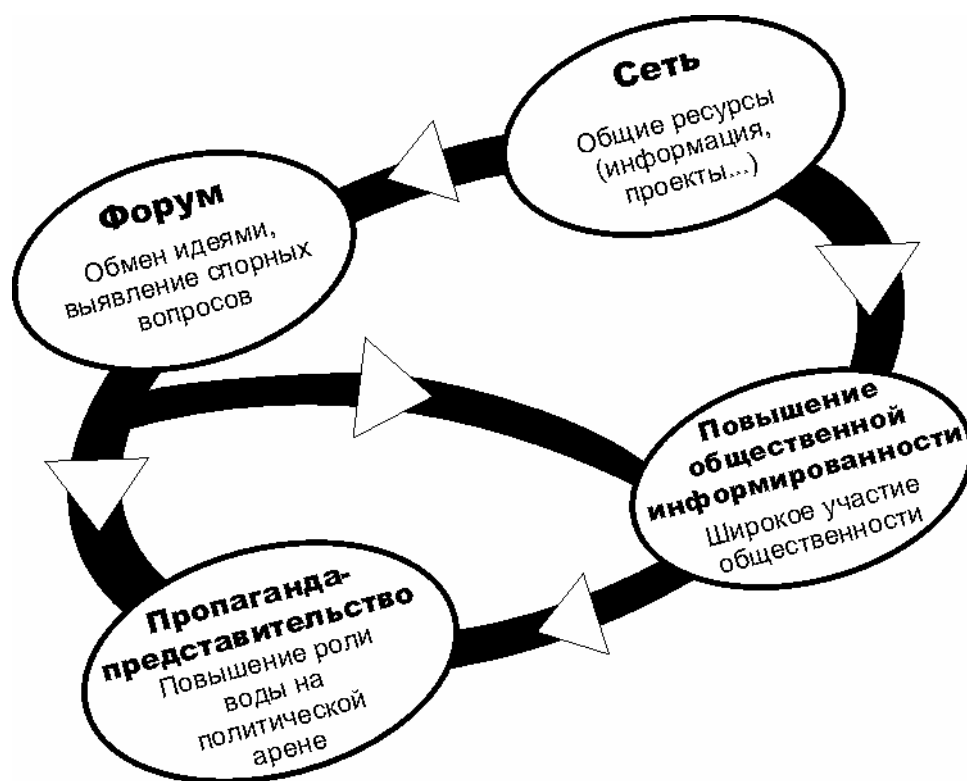 Сеть
Общие ресурсы
(информация,
проекты...)
Форум
Обмен идеями,
выявление спорных
вопросов
Повышение
общественной
информированности
Широкое участие
общественности
Пропаганда-
представительство
Повышение роли
воды на
политической
арене